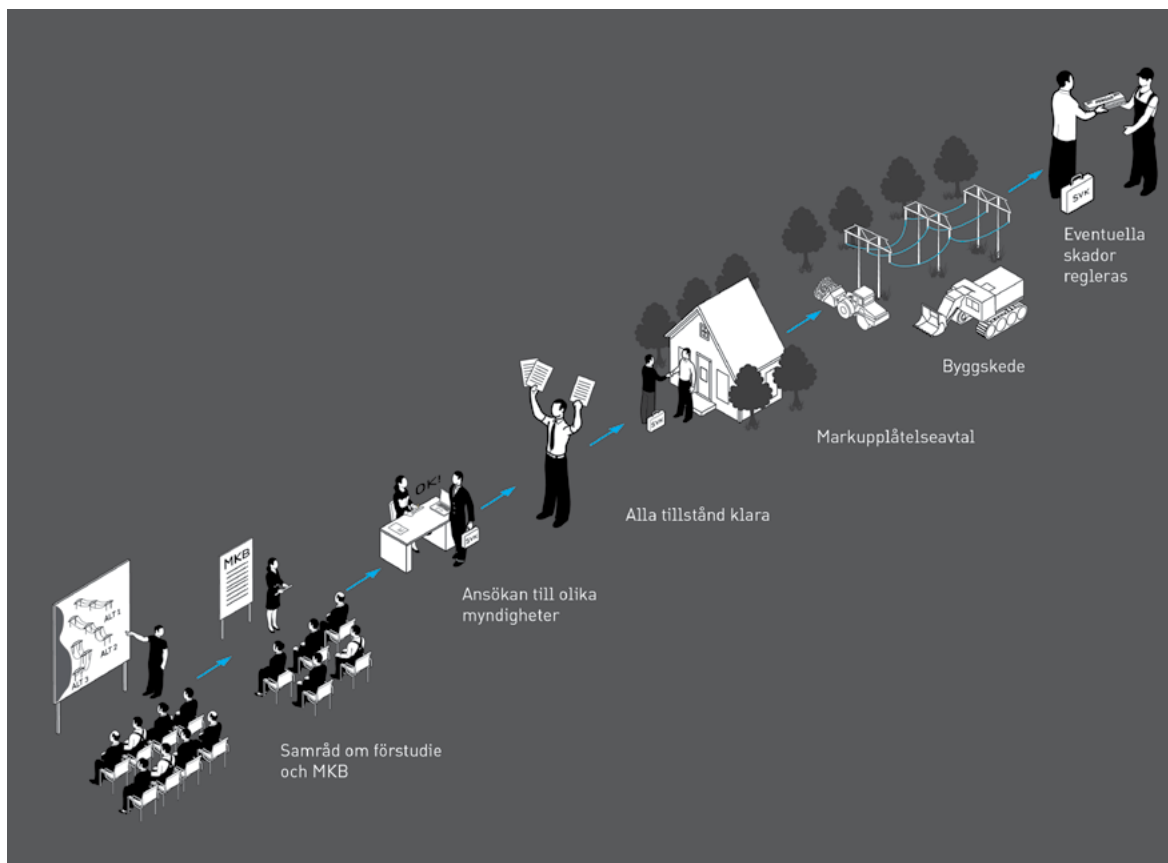 ALT 1
ALT 2
ALT 3
Samråd om förstudie
och MKB
MKB
OK!
SVK
Ansökan till olika
myndigheter
Alla tillstånd klara
SVK
Markupplåtelseavtal
Byggskede
SVK
Eventuella
skador
regleras